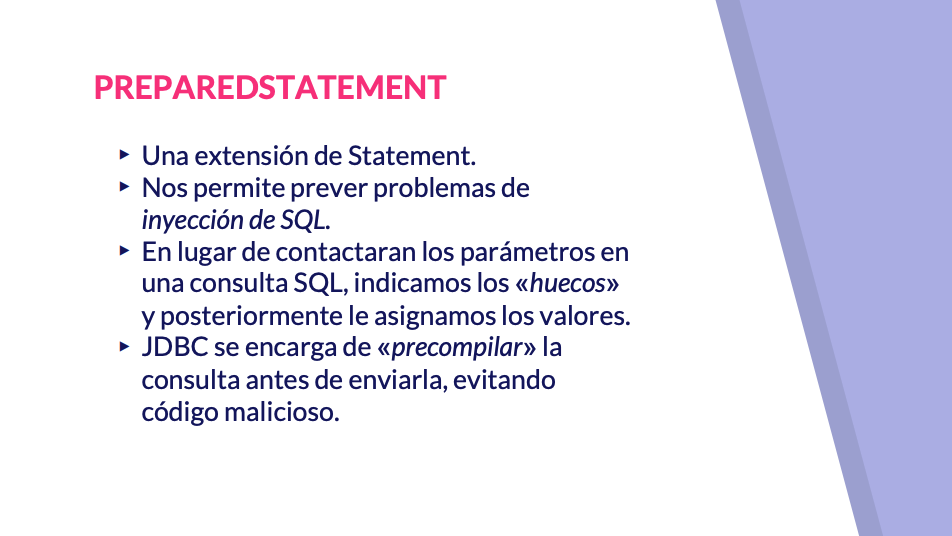 PREPAREDSTATEMENT
▸ Una extensión de Statement.
▸ Nos permite prever problemas de
inyección de SQL.
▸ En lugar de contactaran los parámetros en
una consulta SQL, indicamos los «huecos»
y posteriormente le asignamos los valores.
▸ JDBC se encarga de «precompilar» la
consulta antes de enviarla, evitando
código malicioso.